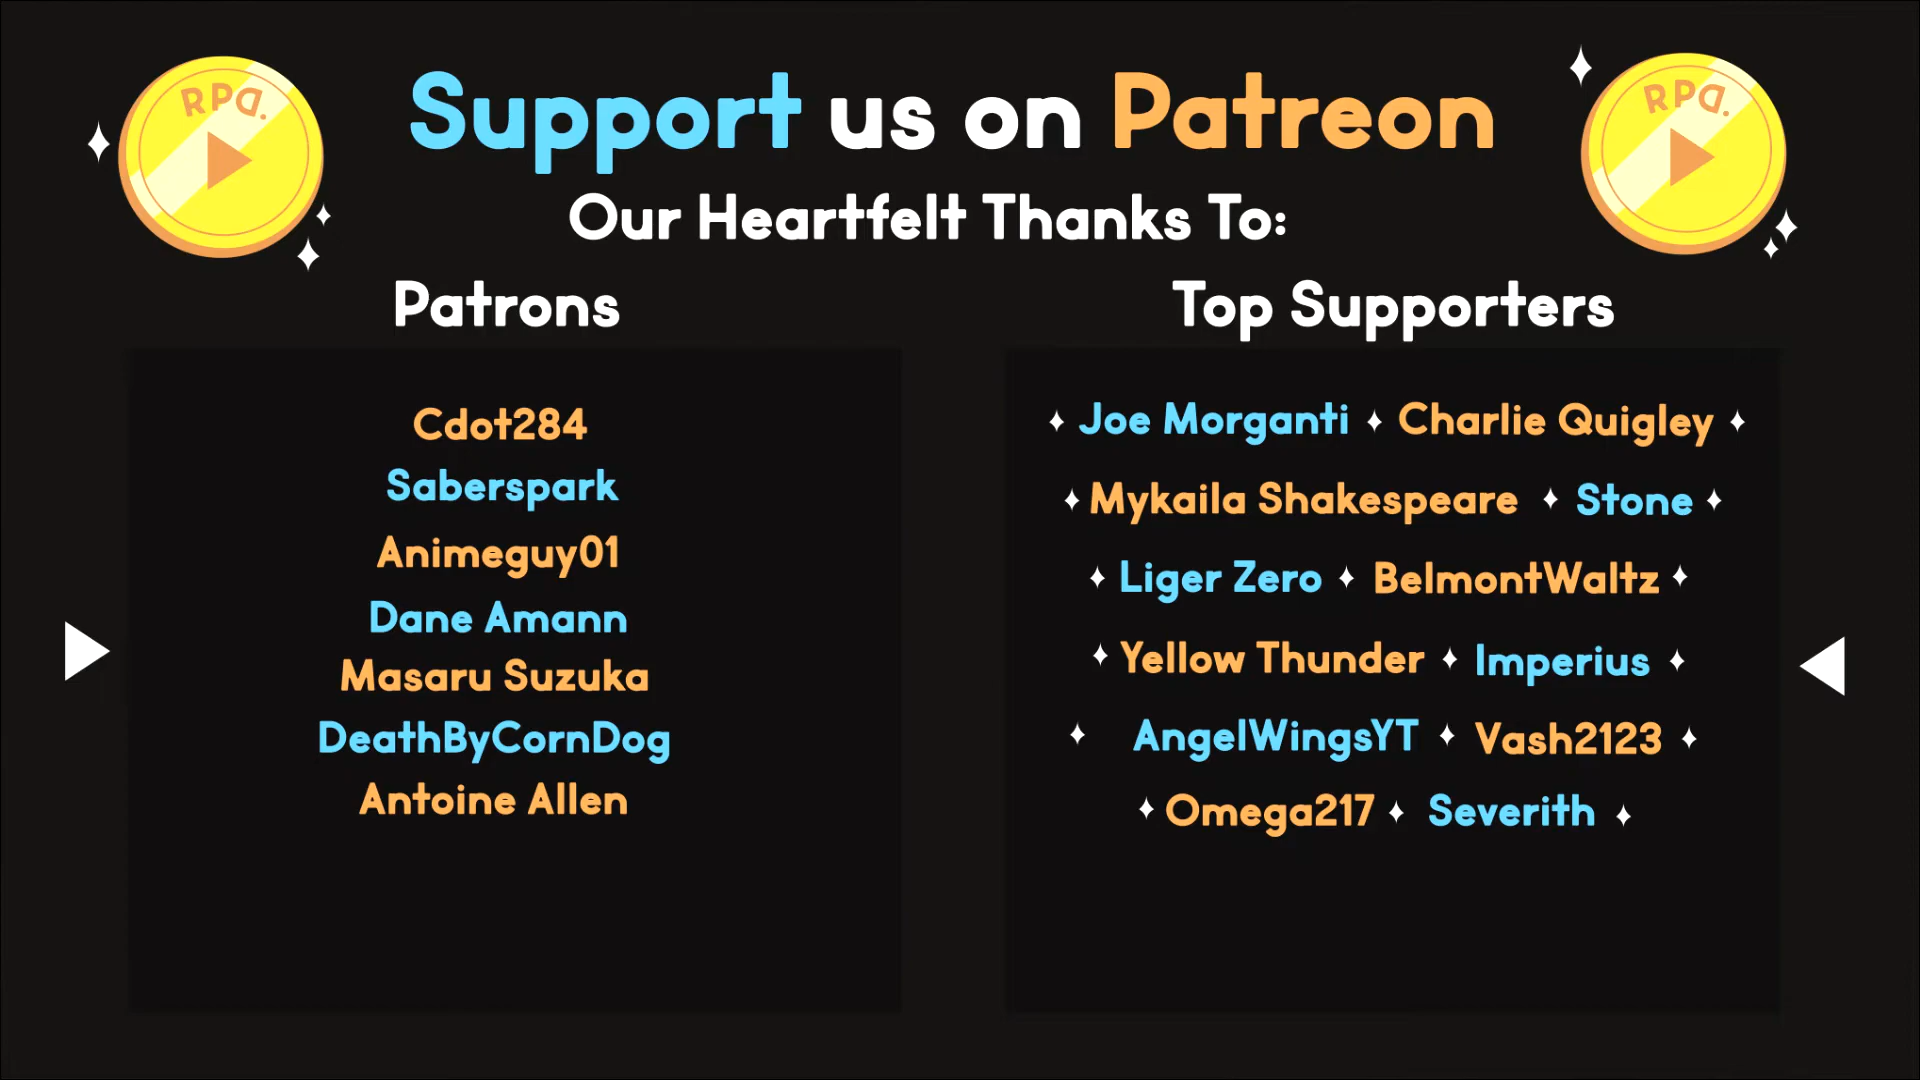 RPD.
Support us on Patreon
RPD.
Our Heartfelt Thanks To:
Patrons
Cdot284
Saberspark
Animeguy01
Dane Amann
Masaru Suzuka
DeathByCornDog
Antoine Allen
Top Supporters
Joe Morganti Charlie Quigley
Mykaila Shakespeare Stone
Liger Zero BelmontWaltz
Yellow Thunder Imperius
AngelWingsYT Vash2123
Omega217 Severith